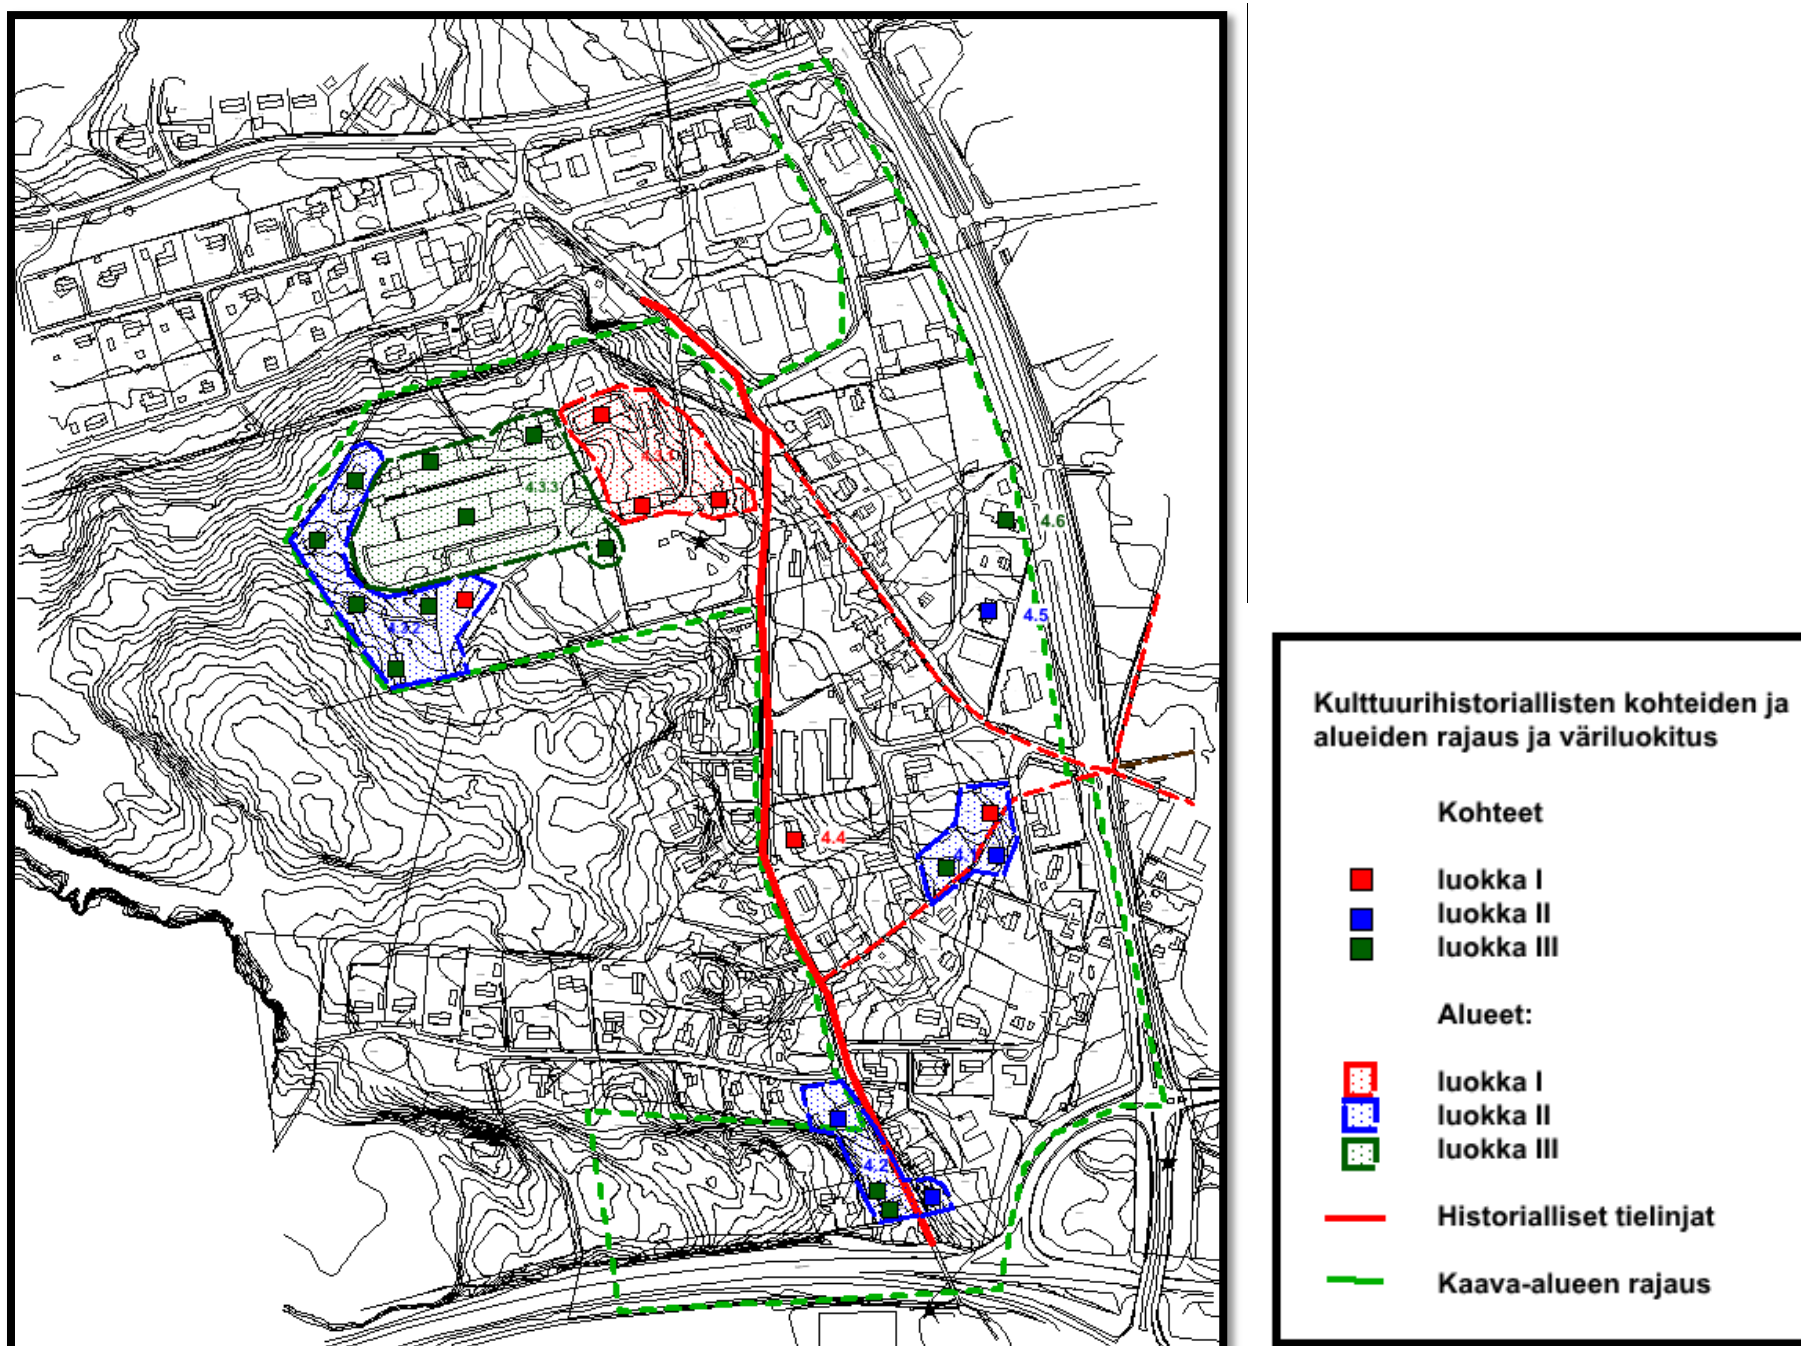 4.3.1
4.3.3
4.6
4.5
4.3.2
4.4
4.1
4.2
Kulttuurihistoriallisten kohteiden ja
alueiden rajaus ja väriluokitus
Kohteet
luokka I
luokka II
luokka III
Alueet:
luokka I
luokka II
luokka III
Historialliset tielinjat
Kaava-alueen rajaus